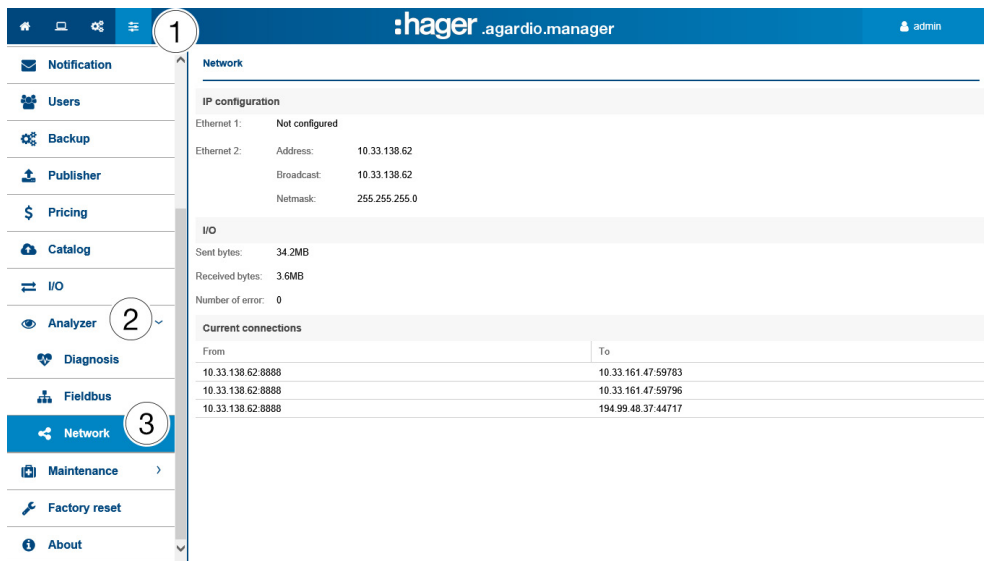 1
:hager .agardio.manager
admin
Notification
Users
Backup
Publisher
Pricing
Catalog
I/O
Analyzer
2
Diagnosis
Fieldbus
Network
3
Maintenance
Factory reset
About
Network
IP configuration
Ethernet 1: Not configured
Ethernet 2: Address: 10.33.138.62
Broadcast: 10.33.138.62
Netmask: 255.255.255.0
I/O
Sent bytes: 34.2MB
Received bytes: 3.6MB
Number of error: 0
Current connections
From To
10.33.138.62:8888 10.33.161.47:59783
10.33.138.62:8888 10.33.161.47:59796
10.33.138.62:8888 194.99.48.37:44717